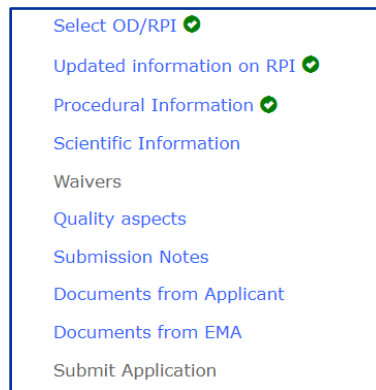 Select OD/RPI
Updated information on RPI
Procedural Information
Scientific Information
Waivers
Quality aspects
Submission Notes
Documents from Applicant
Documents from EMA
Submit Application